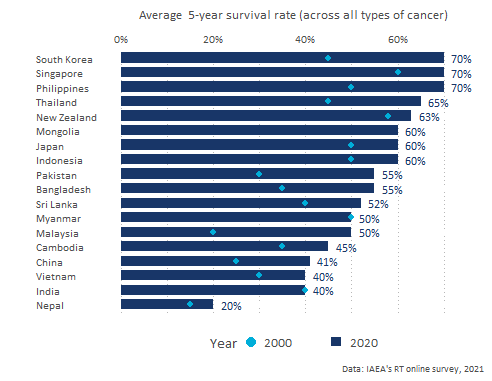 Average 5-year survival rate (across all types of cancer)
0% 20% 40% 60%
South Korea 70%
Singapore 70%
Philippines 70%
Thailand 65%
New Zealand 63%
Mongolia 60%
Japan 60%
Indonesia 60%
Pakistan 55%
Bangladesh 55%
Sri Lanka 52%
Myanmar 50%
Malaysia 50%
Cambodia 45%
China 41%
Vietnam 40%
India 40%
Nepal 20%
Year 2000 2020
Data: IAEA's RT online survey, 2021